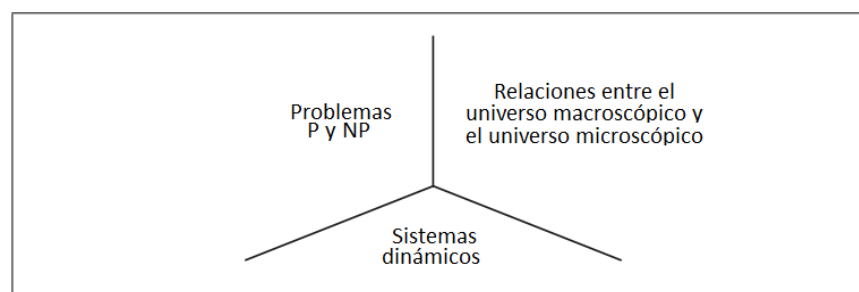 Problemas
P y NP
Relaciones entre el
universo macroscópico y
el universo microscópico
Sistemas
dinámicos